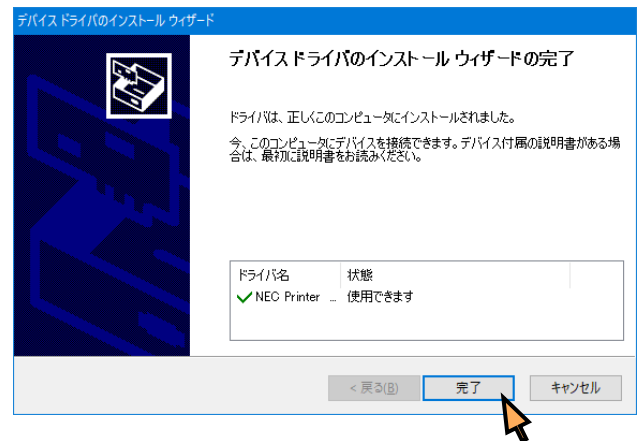 デバイス ドライバのインストール ウィザード
デバイス ドライバのインストール ウィザードの完了
ドライバは、正しくこのコンピュータにインストールされました。
今、このコンピュータにデバイスを接続できます。デバイス付属の説明書がある場
合は、最初に説明書をお読みください。
ドライバ名 状態
NEC Printer ... 使用できます
< 戻る(B) 完了 キャンセル